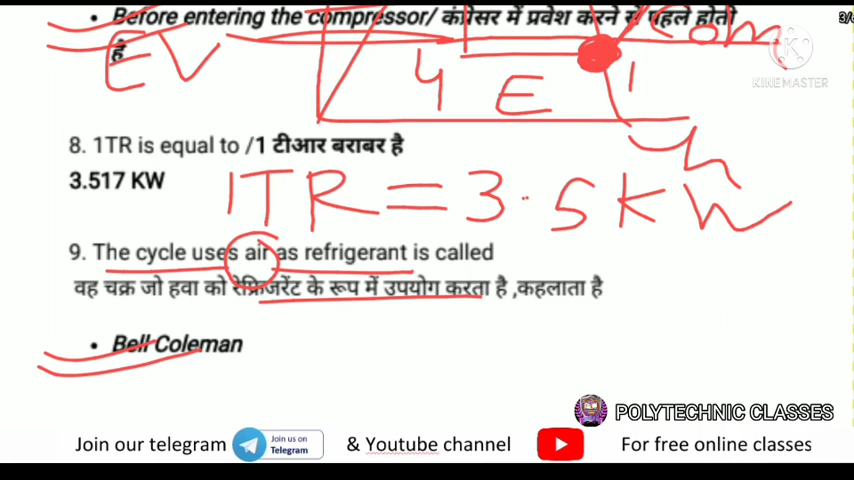 Before entering the compressor/ कंप्रेसर में प्रवेश करने से पहले होती
3/
है
EV
Com
4 E 1
KINEMASTER
8. 1TR is equal to /1 टीआर बराबर है
3.517 KW
1TR = 3.5 KW
9. The cycle uses air as refrigerant is called
वह चक्र जो हवा को रेफ्रिजरेंट के रूप में उपयोग करता है ,कहलाता है
• Bell Coleman
POLYTECHNIC CLASSES
Join our telegram Join us on Telegram & Youtube channel For free online classes